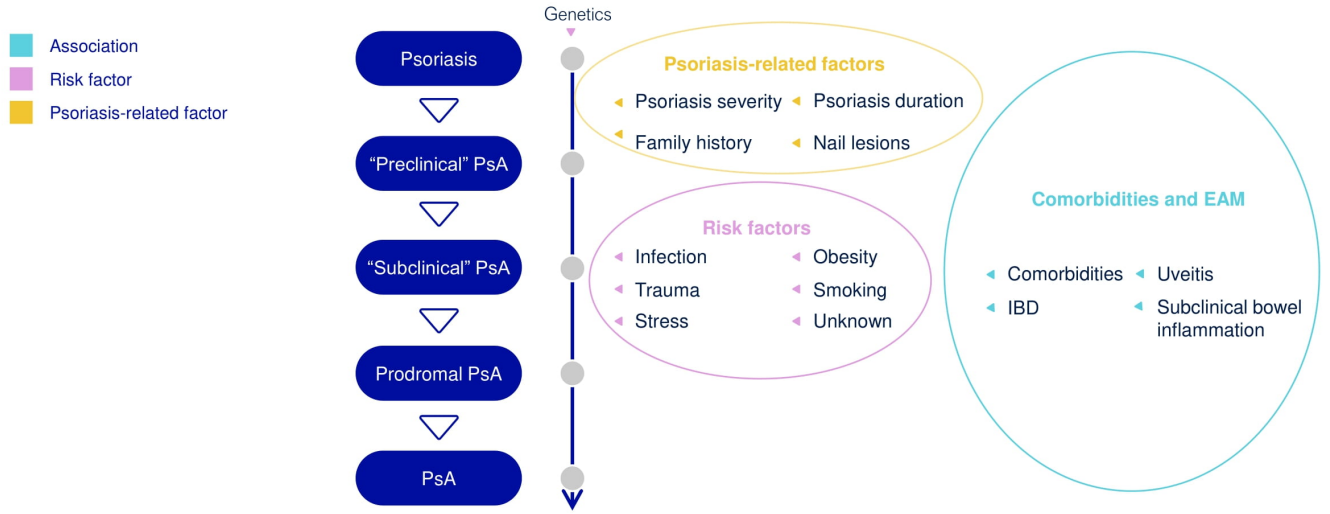 Genetics
Association
Risk factor
Psoriasis-related factor
Psoriasis
“Preclinical” PsA
“Subclinical” PsA
Prodromal PsA
PsA
Psoriasis-related factors
Psoriasis severity
Psoriasis duration
Family history
Nail lesions
Risk factors
Infection
Obesity
Trauma
Smoking
Stress
Unknown
Comorbidities and EAM
Comorbidities
Uveitis
IBD
Subclinical bowel
inflammation